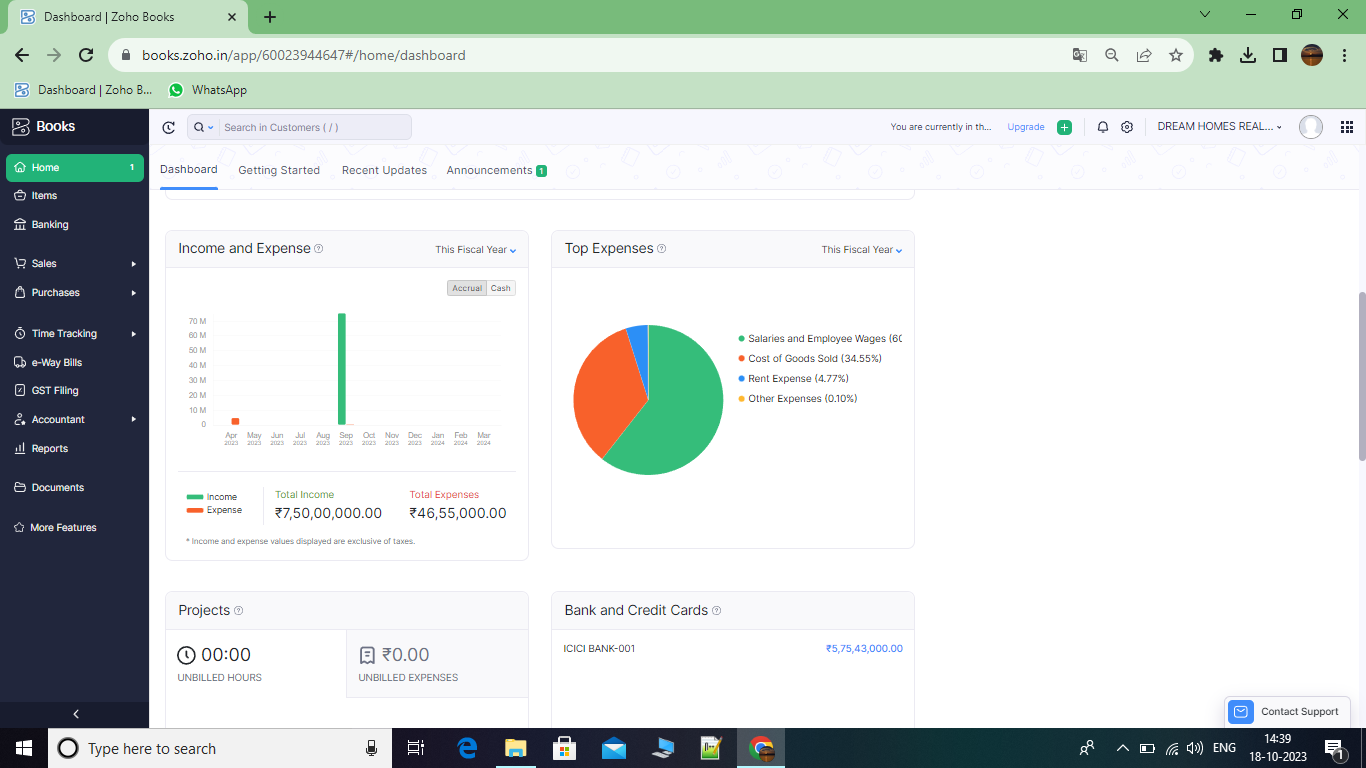 Dashboard | Zoho Books
books.zoho.in/app/60023944647#/home/dashboard
Dashboard | Zoho B...
WhatsApp
Books
Search in Customers ( / )
You are currently in th...
Upgrade
DREAM HOMES REAL...
Home
1
Items
Banking
Sales
Purchases
Time Tracking
e-Way Bills
GST Filing
Accountant
Reports
Documents
More Features
Dashboard
Getting Started
Recent Updates
Announcements 1
Income and Expense
This Fiscal Year
Accrual
Cash
70 M
60 M
50 M
40 M
30 M
20 M
10 M
0
Apr May Jun Jul Aug Sep Oct Nov Dec Jan Feb Mar
2023 2023 2023 2023 2023 2023 2023 2023 2023 2024 2024 2024
Income
Expense
Total Income
₹7,50,00,000.00
Total Expenses
₹46,55,000.00
* Income and expense values displayed are exclusive of taxes.
Top Expenses
This Fiscal Year
Salaries and Employee Wages (60
Cost of Goods Sold (34.55%)
Rent Expense (4.77%)
Other Expenses (0.10%)
Projects
00:00
UNBILLED HOURS
₹0.00
UNBILLED EXPENSES
Bank and Credit Cards
ICICI BANK-001
₹5,75,43,000.00
Contact Support
Type here to search
ENG
14:39
18-10-2023
1